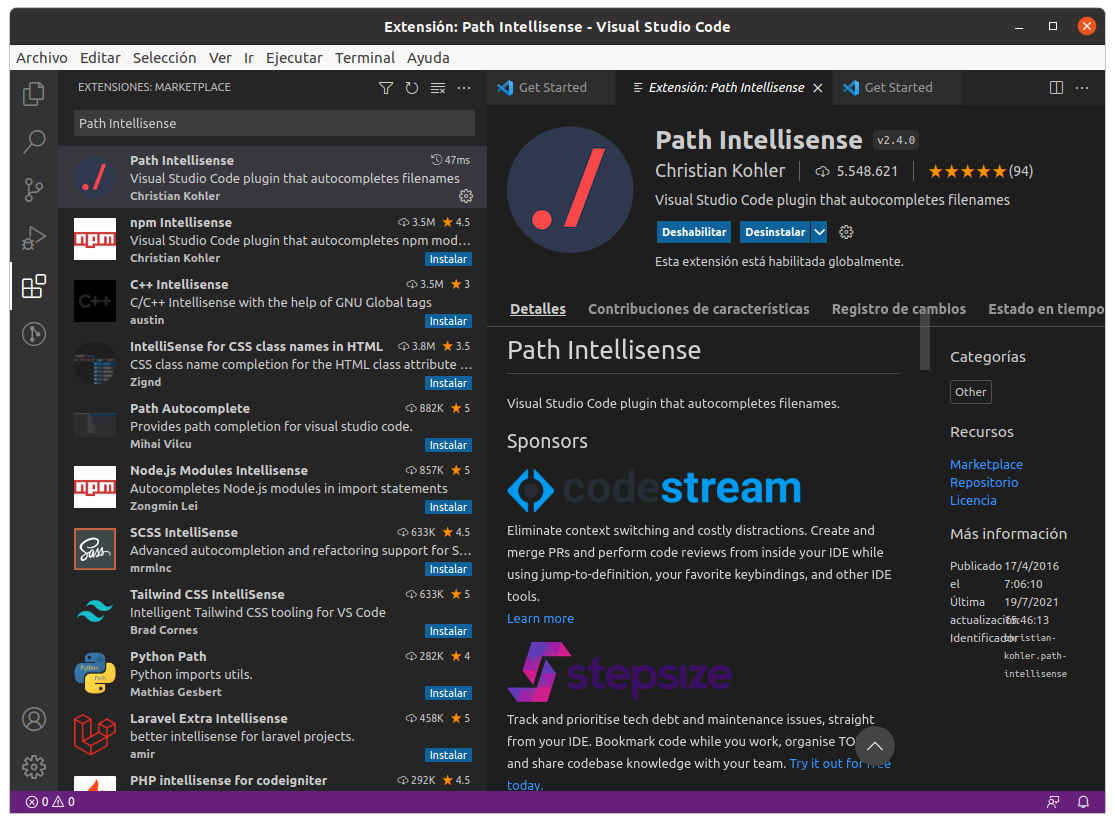 Extensión: Path Intellisense - Visual Studio Code
Archivo Editar Selección Ver Ir Ejecutar Terminal Ayuda
EXTENSIONES: MARKETPLACE
Path Intellisense
Path Intellisense 47ms
Visual Studio Code plugin that autocompletes filenames
Christian Kohler
npm Intellisense 3.5M 4.5
Visual Studio Code plugin that autocompletes npm mod...
Christian Kohler Instalar
C++ Intellisense 3.5M 3
C/C++ Intellisense with the help of GNU Global tags
austin Instalar
IntelliSense for CSS class names in HTML 3.8M 3.5
CSS class name completion for the HTML class attribute ...
Zignd Instalar
Path Autocomplete 882K 5
Provides path completion for visual studio code.
Mihai Vilcu Instalar
Node.js Modules Intellisense 857K 5
Autocompletes Node.js modules in import statements
Zongmin Lei Instalar
SCSS IntelliSense 633K 4.5
Advanced autocompletion and refactoring support for S...
mrmlnc Instalar
Tailwind CSS IntelliSense 633K 5
Intelligent Tailwind CSS tooling for VS Code
Brad Cornes Instalar
Python Path 282K 4
Python imports utils.
Mathias Gesbert Instalar
Laravel Extra Intellisense 458K 5
better intellisense for laravel projects.
amir Instalar
PHP intellisense for codeigniter 292K 4.5
npm
C++
npm
Sass
Python
Path
Get Started Extensión: Path Intellisense Get Started
./
Path Intellisense v2.4.0
Christian Kohler 5.548.621 (94)
Visual Studio Code plugin that autocompletes filenames
Deshabilitar Desinstalar
Esta extensión está habilitada globalmente.
Detalles Contribuciones de características Registro de cambios Estado en tiempo
Path Intellisense
Visual Studio Code plugin that autocompletes filenames.
Sponsors
codestream
Eliminate context switching and costly distractions. Create and
merge PRs and perform code reviews from inside your IDE while
using jump-to-definition, your favorite keybindings, and other IDE
tools.
Learn more
stepsize
Track and prioritise tech debt and maintenance issues, straight
from your IDE. Bookmark code while you work, organise TO
and share codebase knowledge with your team. Try it out for free
today.
Categorías
Other
Recursos
Marketplace
Repositorio
Licencia
Más información
Publicado 17/4/2016
el 7:06:10
Última 19/7/2021
actualización 15:46:13
Identificador christian-
kohler.path-
intellisense
0 0